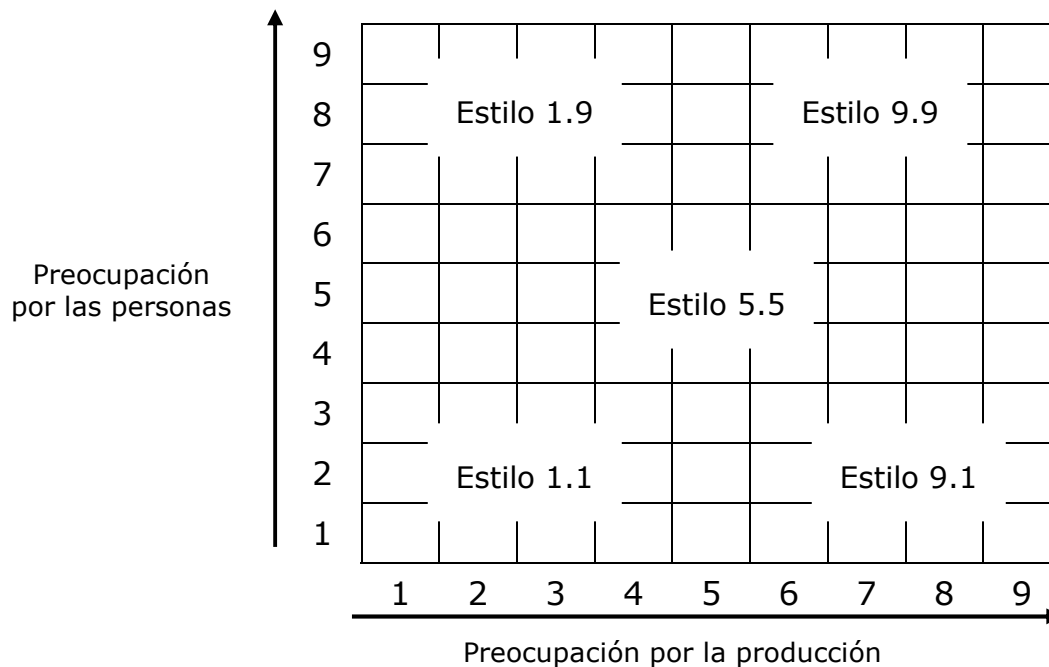 9
8
7
6
5
4
3
2
1
Estilo 1.9
Estilo 9.9
Preocupación
por las personas
Estilo 5.5
Estilo 1.1
Estilo 9.1
1 2 3 4 5 6 7 8 9
Preocupación por la producción